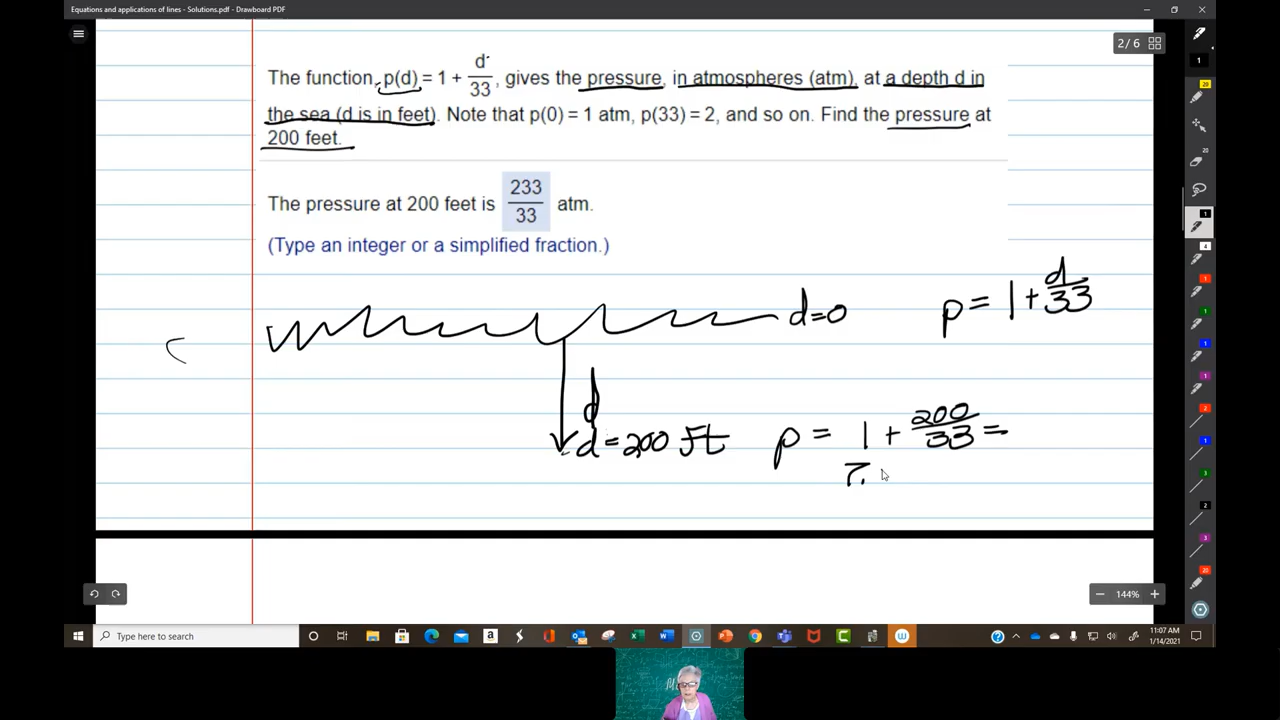 Equations and applications of lines - Solutions.pdf - Drawboard PDF
2/6
The function, p(d) = 1 + d/33, gives the pressure, in atmospheres (atm), at a depth d in
the sea (d is in feet). Note that p(0) = 1 atm, p(33) = 2, and so on. Find the pressure at
200 feet.
The pressure at 200 feet is 233/33 atm.
(Type an integer or a simplified fraction.)
d=0
p = 1 + d/33
d
d = 200 Ft
p = 1 + 200/33 =
7.
144%
Type here to search
11:07 AM
1/14/2021